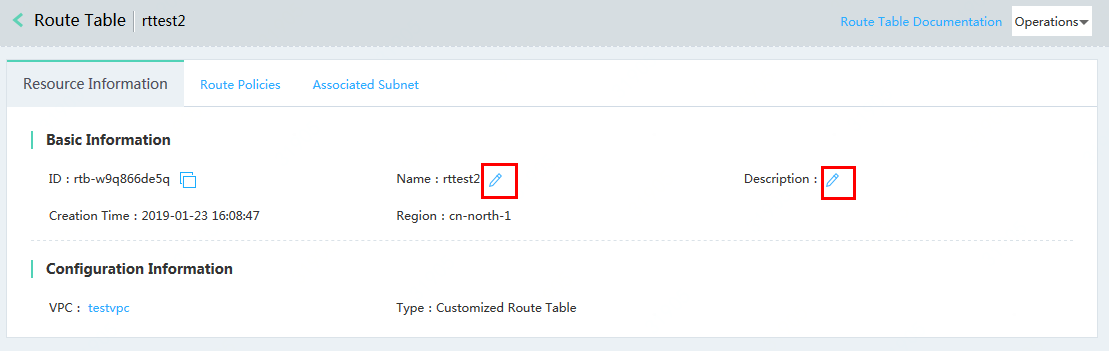 Route Table rttest2 Route Table Documentation Operations
Resource Information Route Policies Associated Subnet
Basic Information
ID : rtb-w9q866de5q Name : rttest2 Description :
Creation Time : 2019-01-23 16:08:47 Region : cn-north-1
Configuration Information
VPC : testvpc Type : Customized Route Table